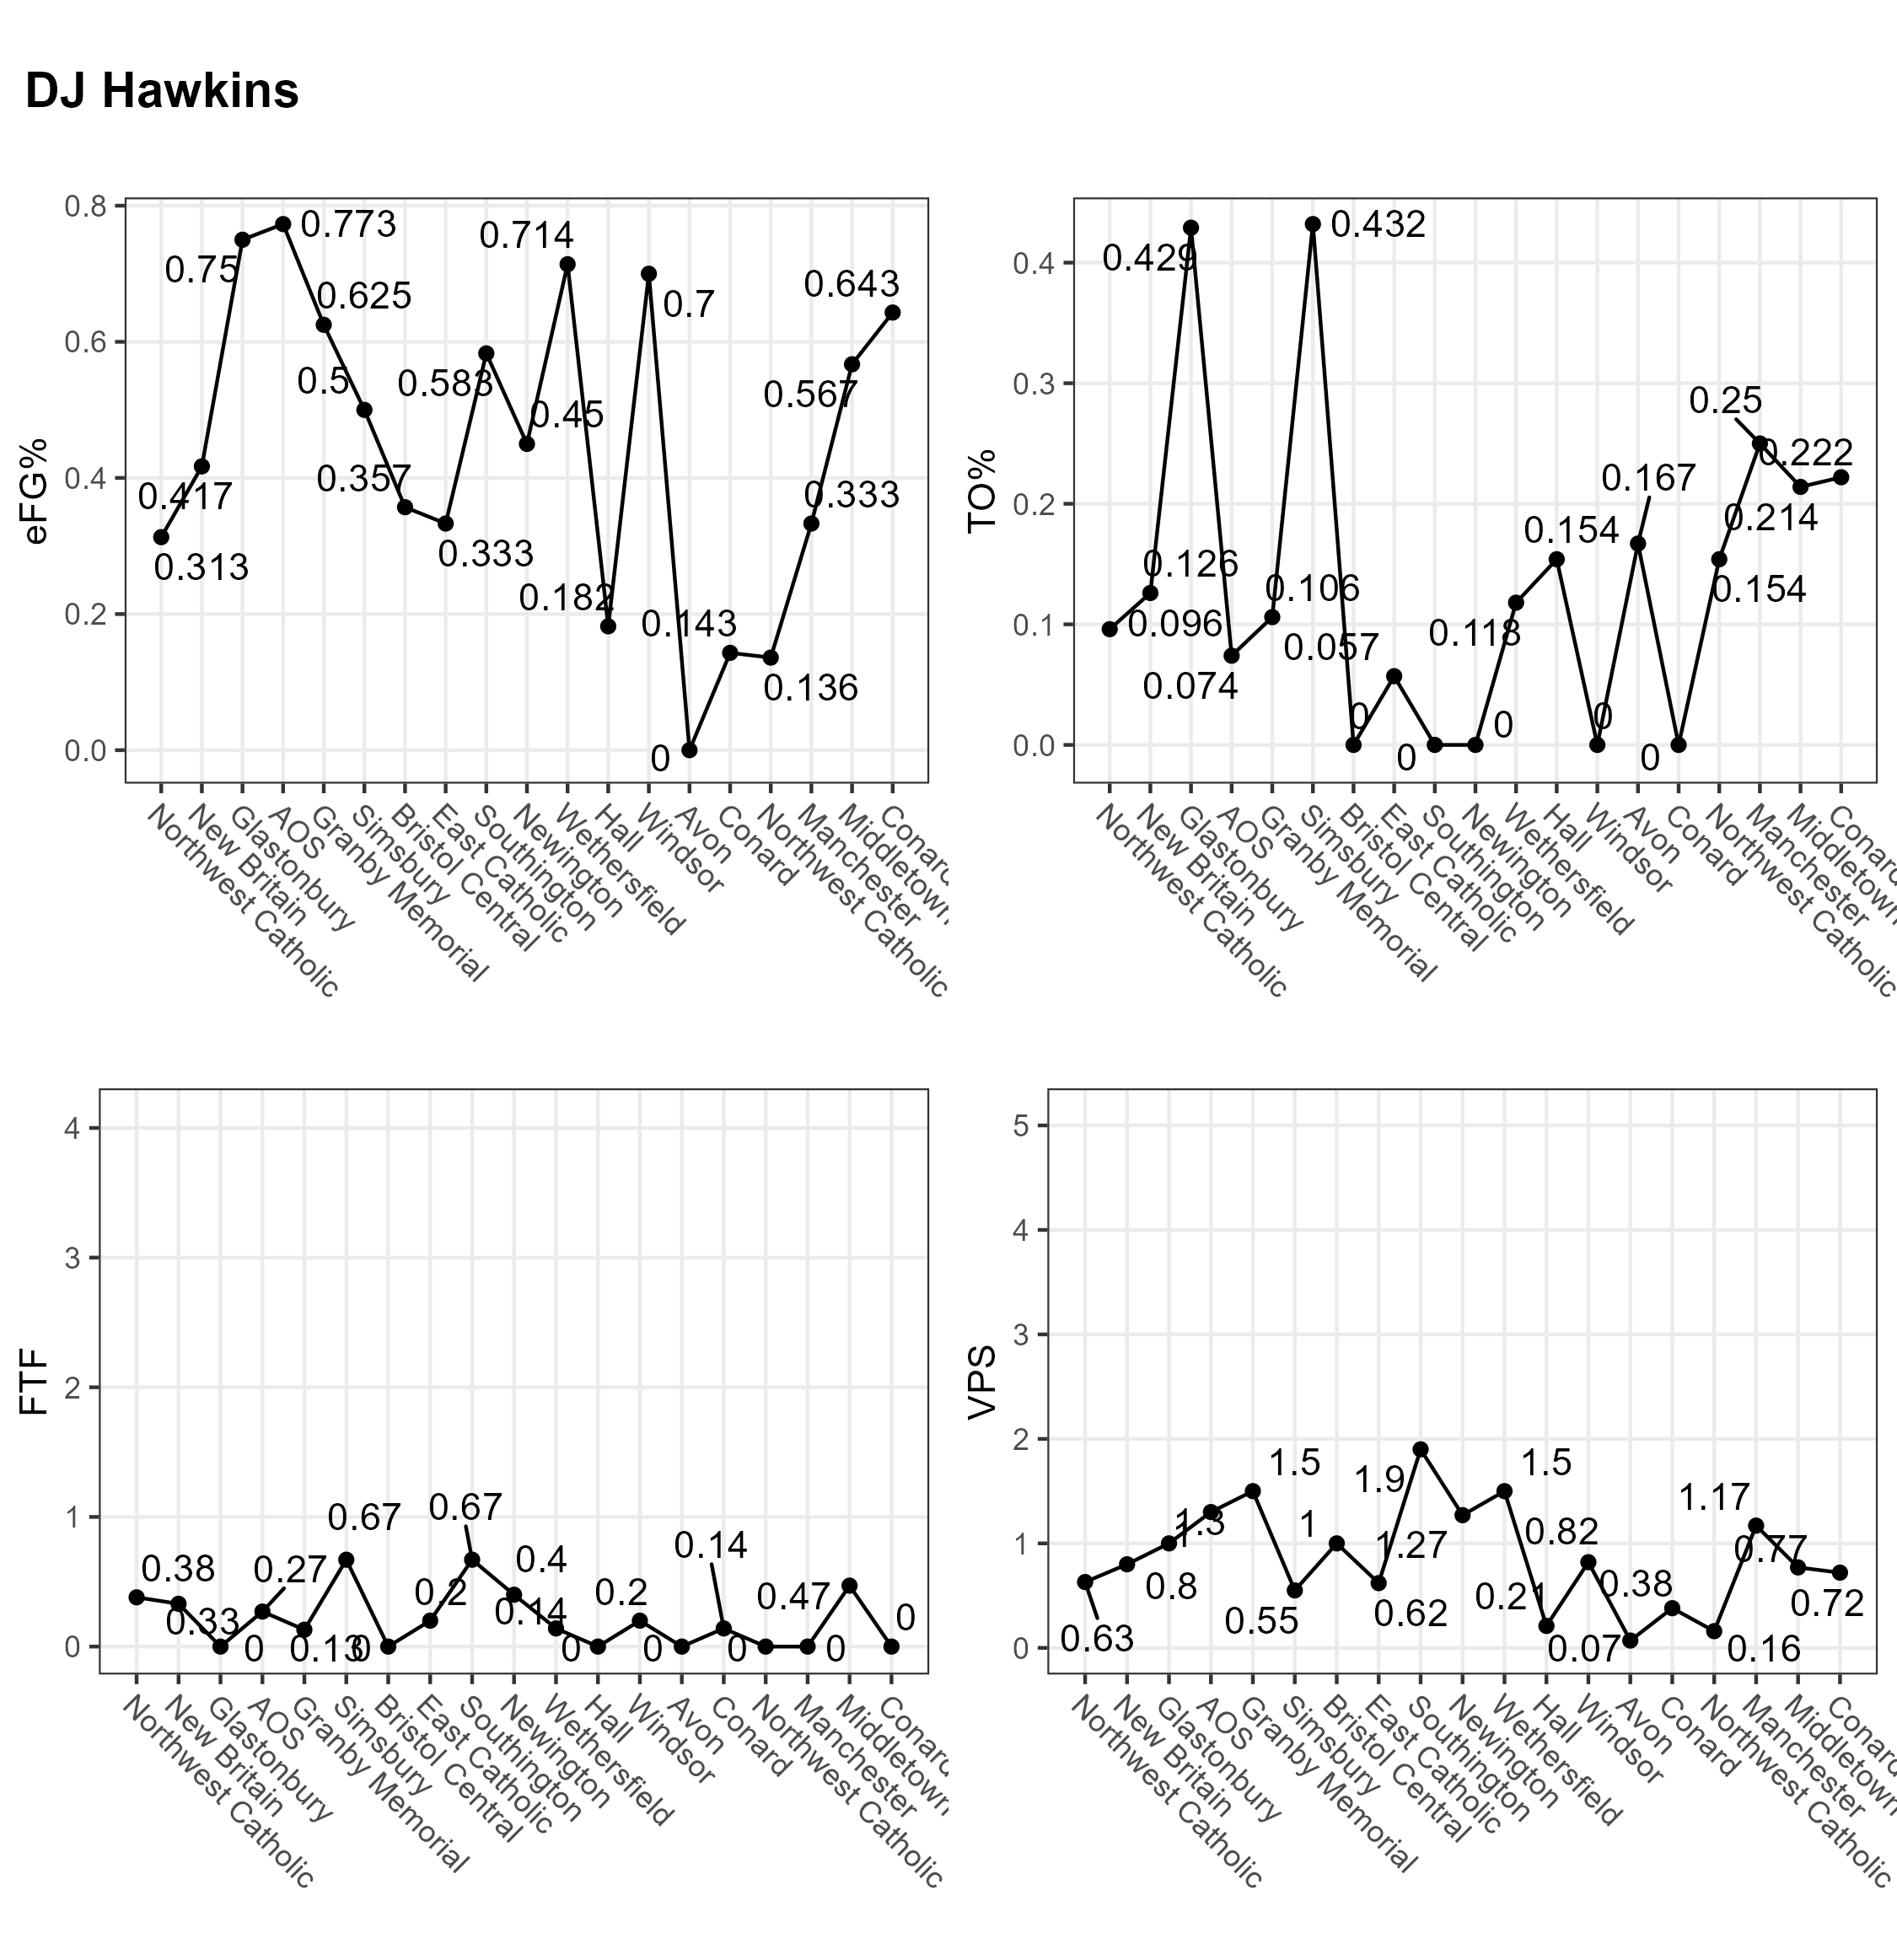 DJ Hawkins
eFG%
0.8
0.6
0.4
0.2
0.0
0.313
0.417
0.75
0.773
0.625
0.5
0.357
0.333
0.583
0.45
0.714
0.182
0.7
0
0.143
0.136
0.333
0.567
0.643
Northwest Catholic
New Britain
Glastonbury
AOS
Granby Memorial
Simsbury
Bristol Central
East Catholic
Southington
Newington
Wethersfield
Hall
Windsor
Avon
Conard
Northwest Catholic
Manchester
Middletown
Conard
TO%
0.4
0.3
0.2
0.1
0.0
0.096
0.126
0.429
0.074
0.106
0.432
0
0.057
0
0
0.118
0.154
0
0.167
0
0.154
0.25
0.214
0.222
Northwest Catholic
New Britain
Glastonbury
AOS
Granby Memorial
Simsbury
Bristol Central
East Catholic
Southington
Newington
Wethersfield
Hall
Windsor
Avon
Conard
Northwest Catholic
Manchester
Middletown
Conard
FTF
4
3
2
1
0
0.38
0.33
0
0.27
0.13
0.67
0
0.2
0.67
0.4
0.14
0
0.2
0
0.14
0
0
0.47
0
Northwest Catholic
New Britain
Glastonbury
AOS
Granby Memorial
Simsbury
Bristol Central
East Catholic
Southington
Newington
Wethersfield
Hall
Windsor
Avon
Conard
Northwest Catholic
Manchester
Middletown
Conard
VPS
5
4
3
2
1
0
0.63
0.8
1
1.3
1.5
0.55
1
0.62
1.9
1.27
1.5
0.21
0.82
0.07
0.38
0.16
1.17
0.77
0.72
Northwest Catholic
New Britain
Glastonbury
AOS
Granby Memorial
Simsbury
Bristol Central
East Catholic
Southington
Newington
Wethersfield
Hall
Windsor
Avon
Conard
Northwest Catholic
Manchester
Middletown
Conard